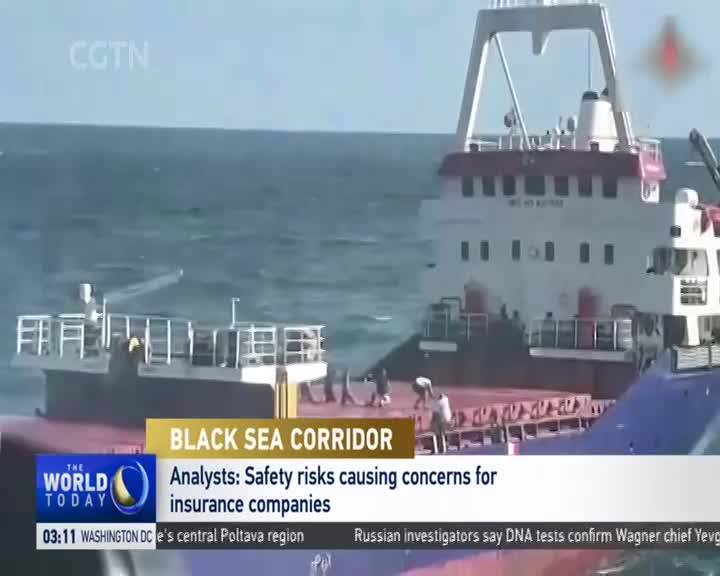 CGTN
BLACK SEA CORRIDOR
Analysts: Safety risks causing concerns for
insurance companies
THE
WORLD
TODAY
03:11 WASHINGTON DC
e's central Poltava region Russian investigators say DNA tests confirm Wagner chief Yevg